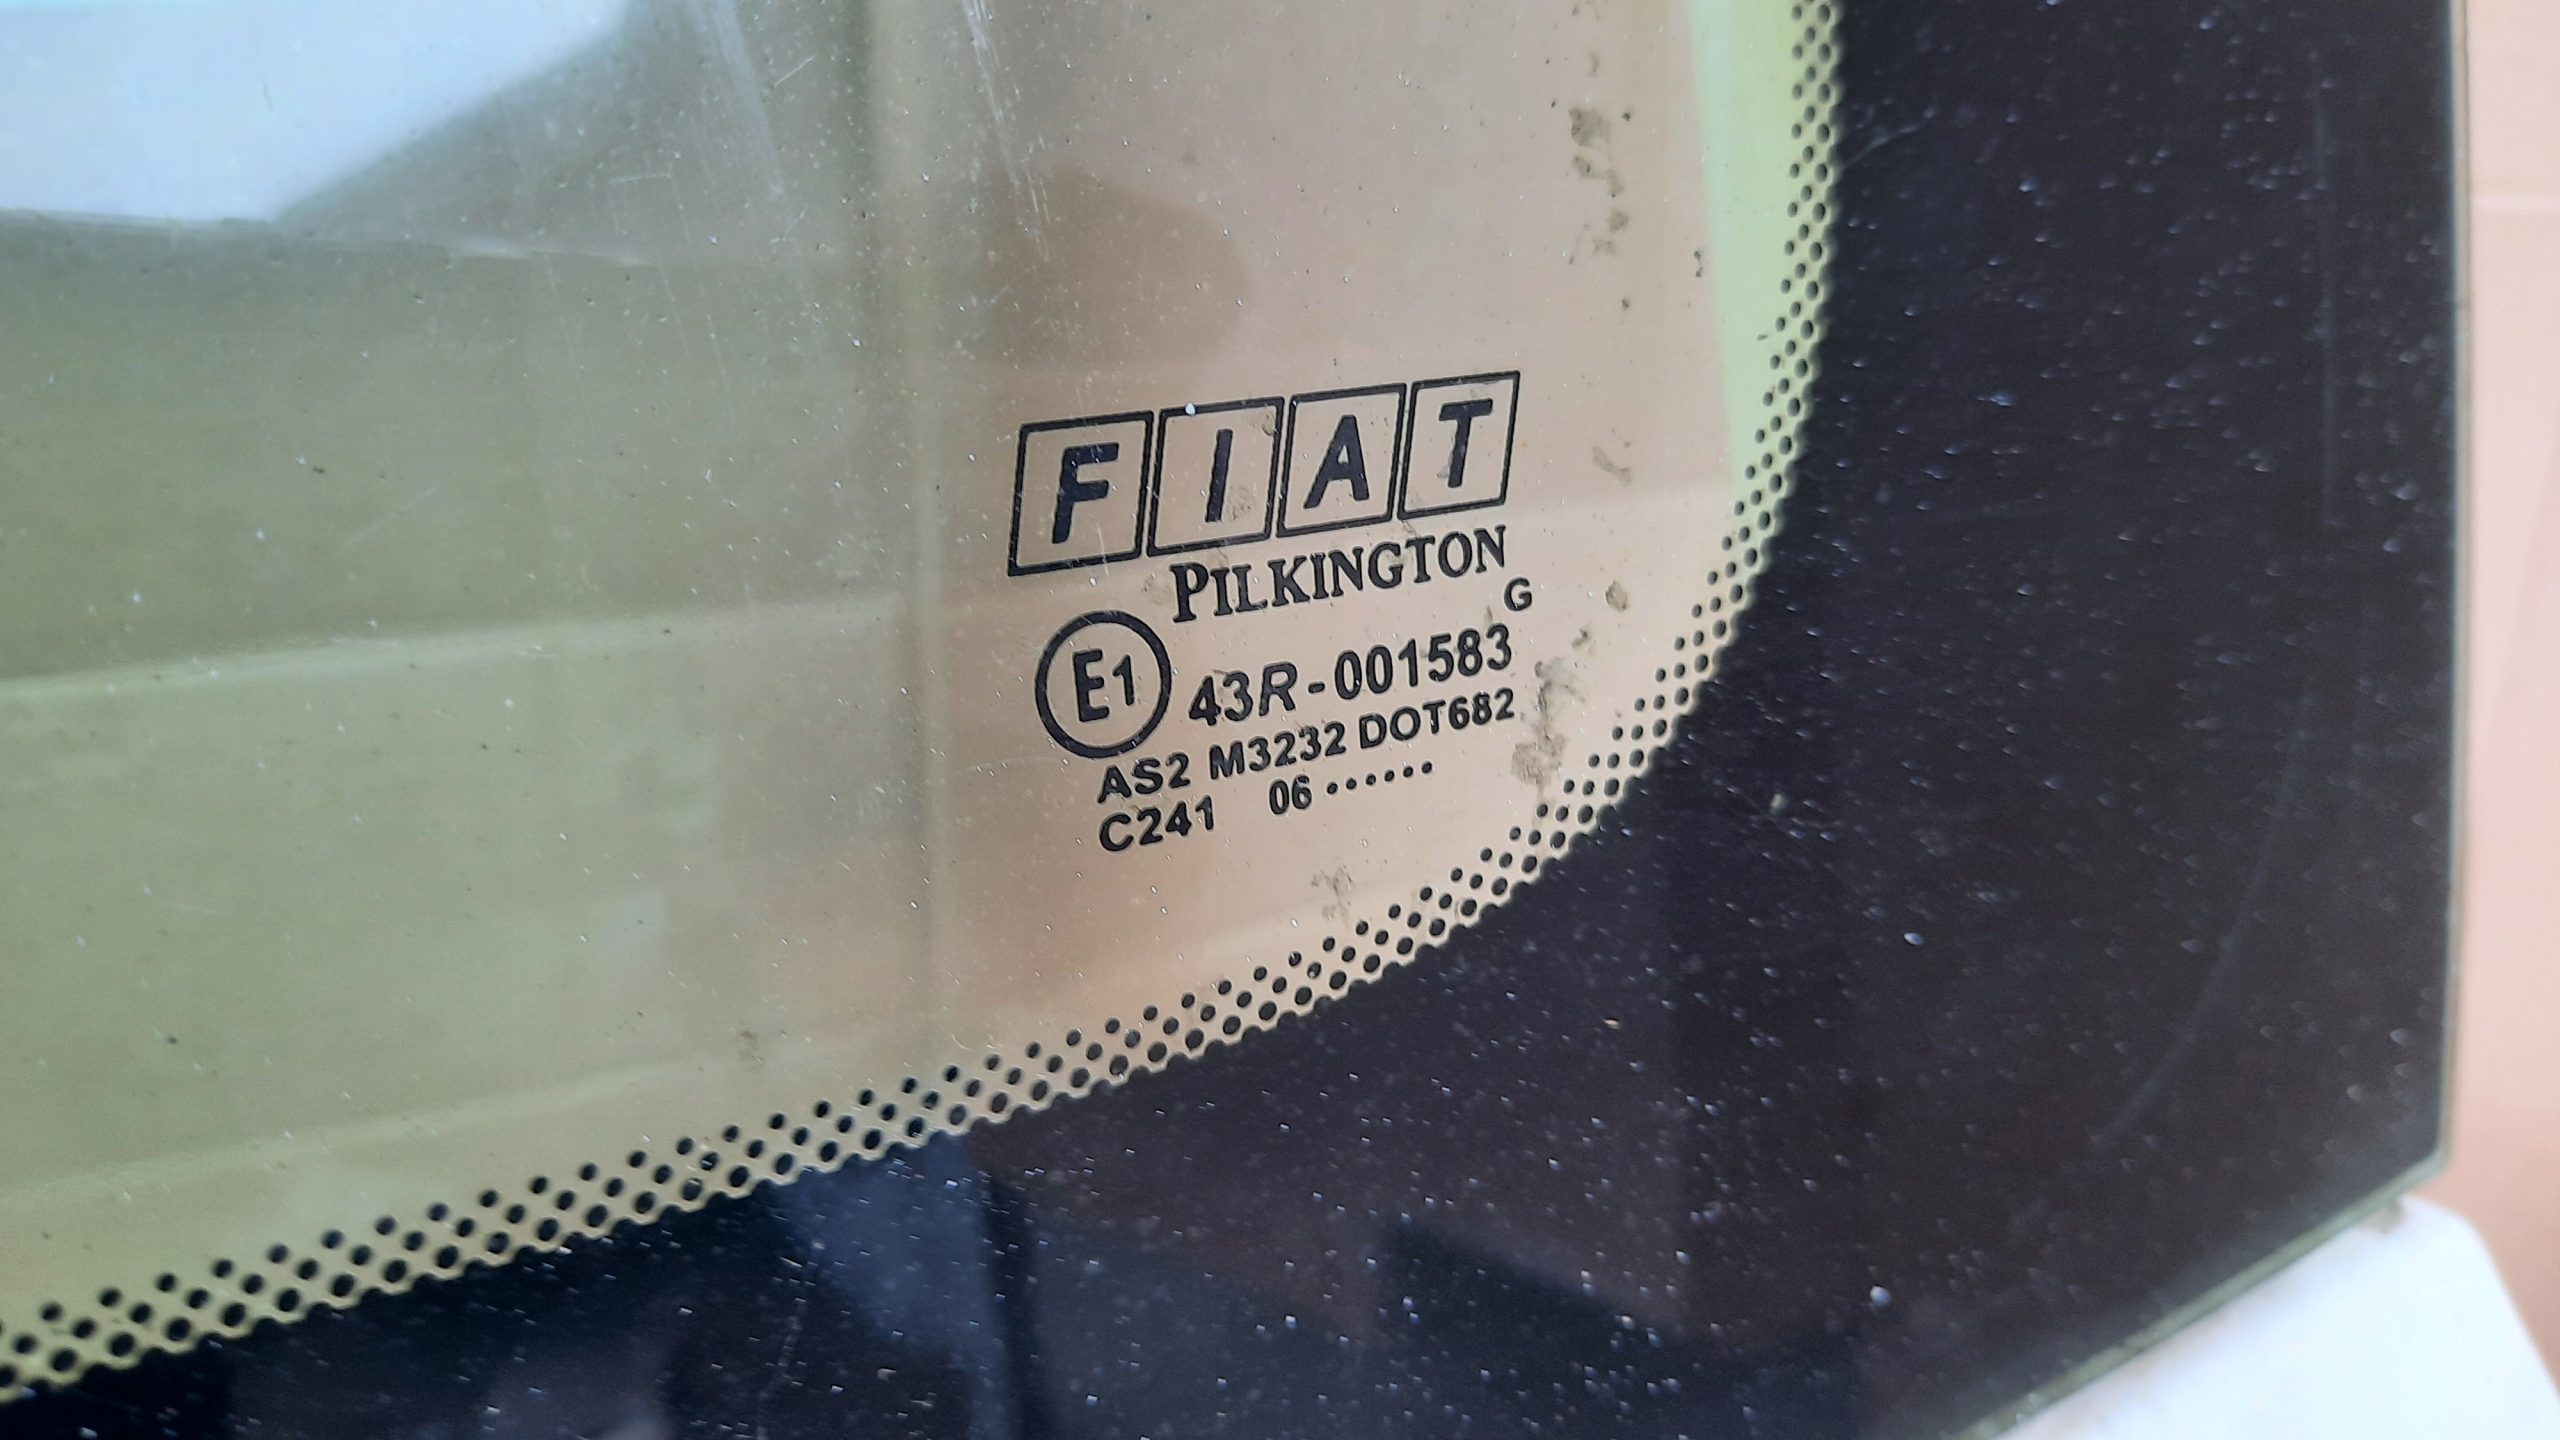 FIAT
PILKINGTON
G
E1 43R-001583
AS2 M3232 DOT682
C241 06 ......